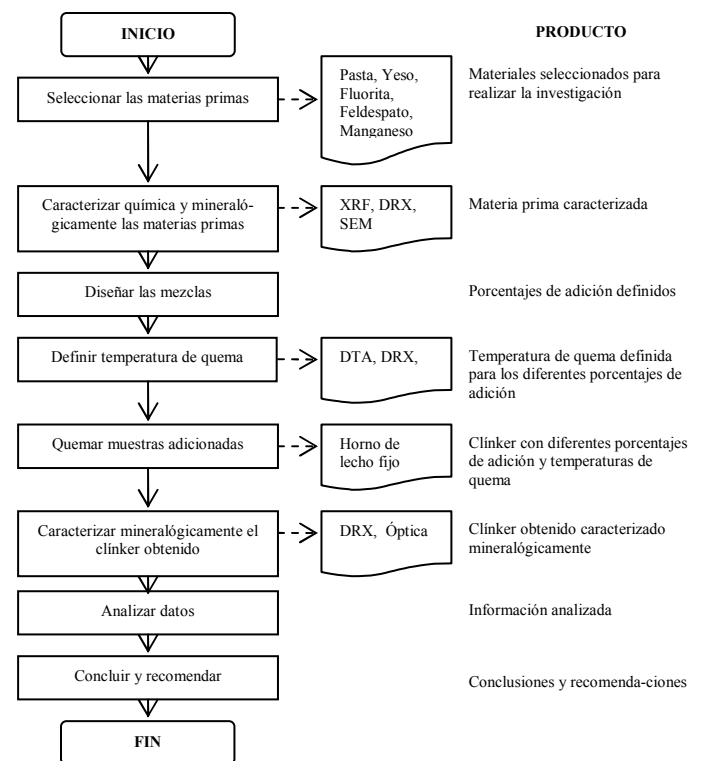 INICIO
PRODUCTO
Seleccionar las materias primas
Pasta, Yeso,
Fluorita,
Feldespato,
Manganeso
Materiales seleccionados para
realizar la investigación
Caracterizar química y mineraló-
gicamente las materias primas
XRF, DRX,
SEM
Materia prima caracterizada
Diseñar las mezclas
Porcentajes de adición definidos
Definir temperatura de quema
DTA, DRX,
Temperatura de quema definida
para los diferentes porcentajes de
adición
Quemar muestras adicionadas
Horno de
lecho fijo
Clínker con diferentes porcentajes
de adición y temperaturas de
quema
Caracterizar mineralógicamente el
clínker obtenido
DRX, Óptica
Clínker obtenido caracterizado
mineralógicamente
Analizar datos
Información analizada
Concluir y recomendar
Conclusiones y recomenda-ciones
FIN